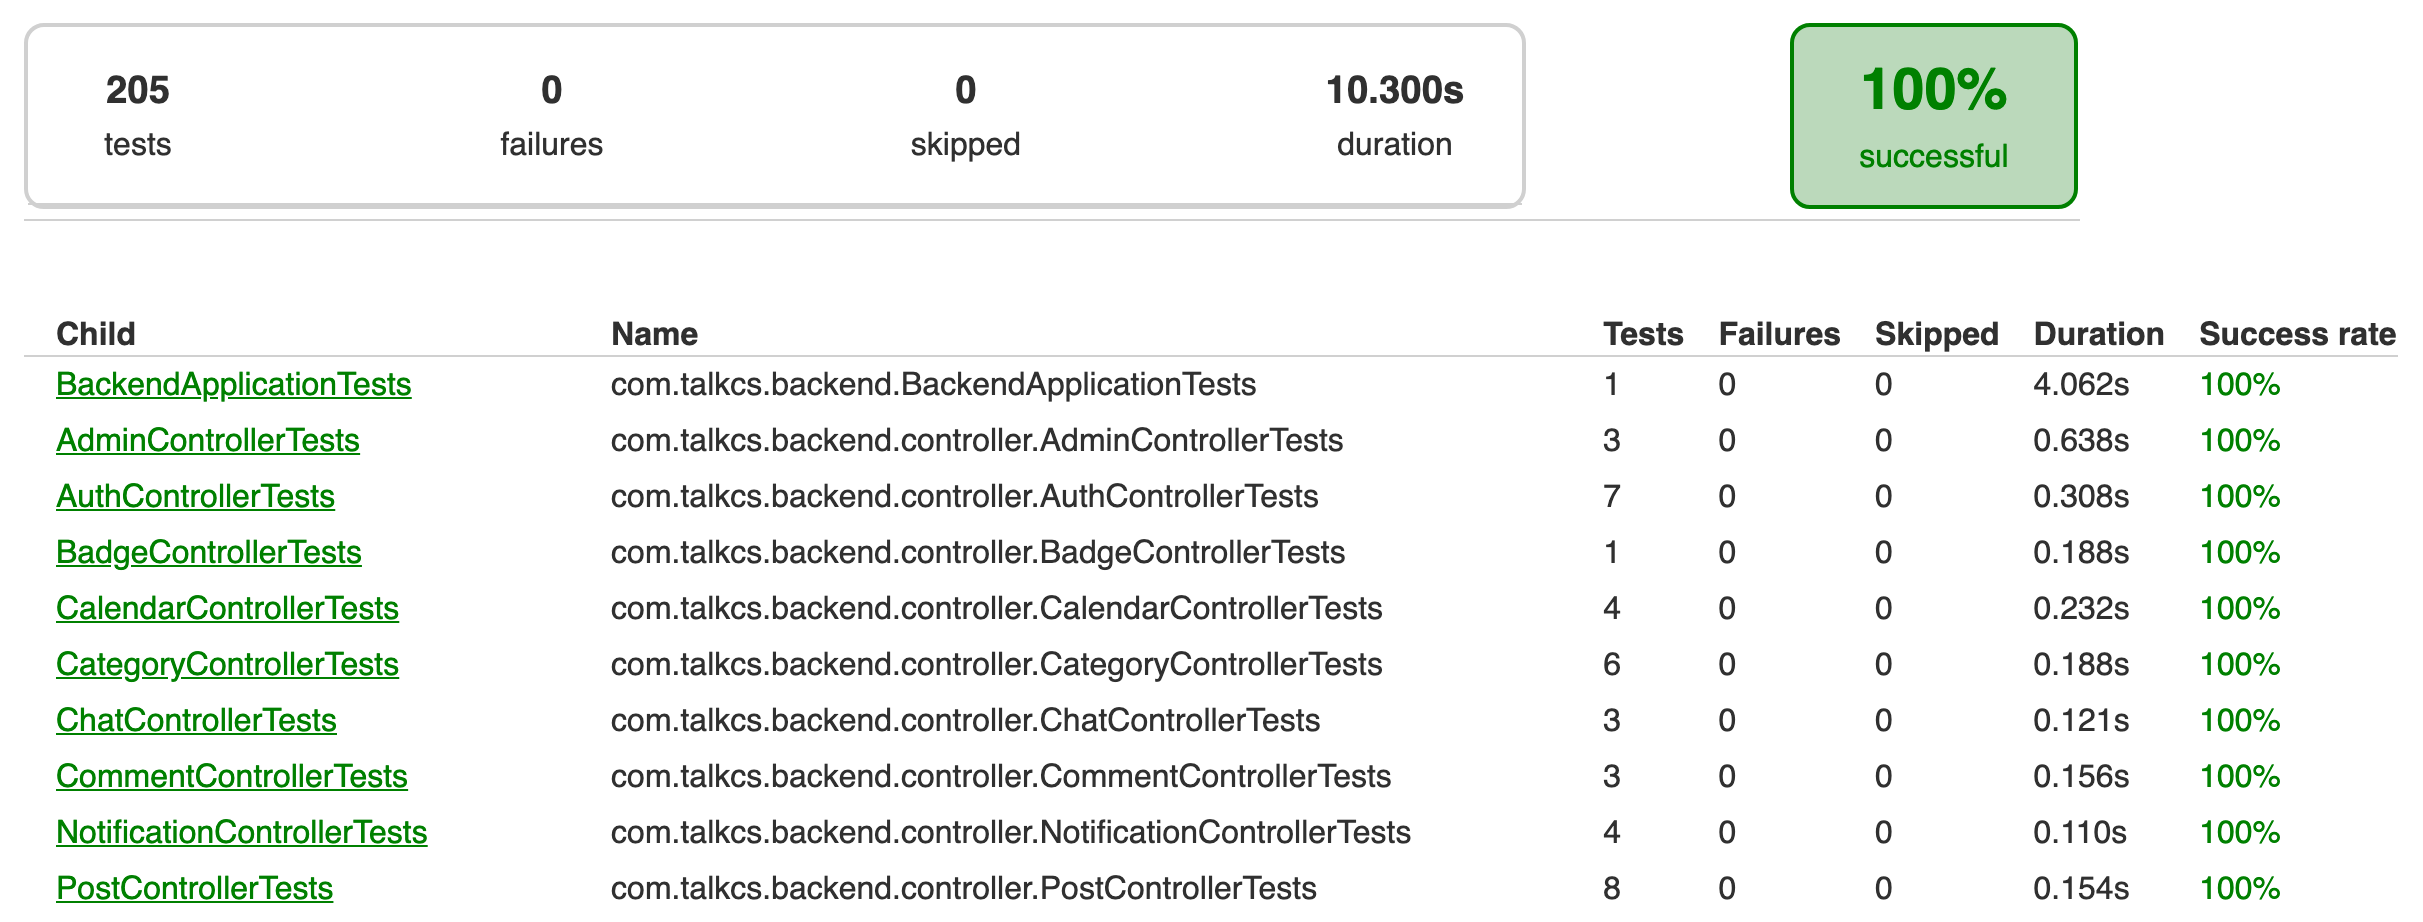 205 0 0 10.300s 100%
tests failures skipped duration successful
Child Name Tests Failures Skipped Duration Success rate
BackendApplicationTests com.talkcs.backend.BackendApplicationTests 1 0 0 4.062s 100%
AdminControllerTests com.talkcs.backend.controller.AdminControllerTests 3 0 0 0.638s 100%
AuthControllerTests com.talkcs.backend.controller.AuthControllerTests 7 0 0 0.308s 100%
BadgeControllerTests com.talkcs.backend.controller.BadgeControllerTests 1 0 0 0.188s 100%
CalendarControllerTests com.talkcs.backend.controller.CalendarControllerTests 4 0 0 0.232s 100%
CategoryControllerTests com.talkcs.backend.controller.CategoryControllerTests 6 0 0 0.188s 100%
ChatControllerTests com.talkcs.backend.controller.ChatControllerTests 3 0 0 0.121s 100%
CommentControllerTests com.talkcs.backend.controller.CommentControllerTests 3 0 0 0.156s 100%
NotificationControllerTests com.talkcs.backend.controller.NotificationControllerTests 4 0 0 0.110s 100%
PostControllerTests com.talkcs.backend.controller.PostControllerTests 8 0 0 0.154s 100%